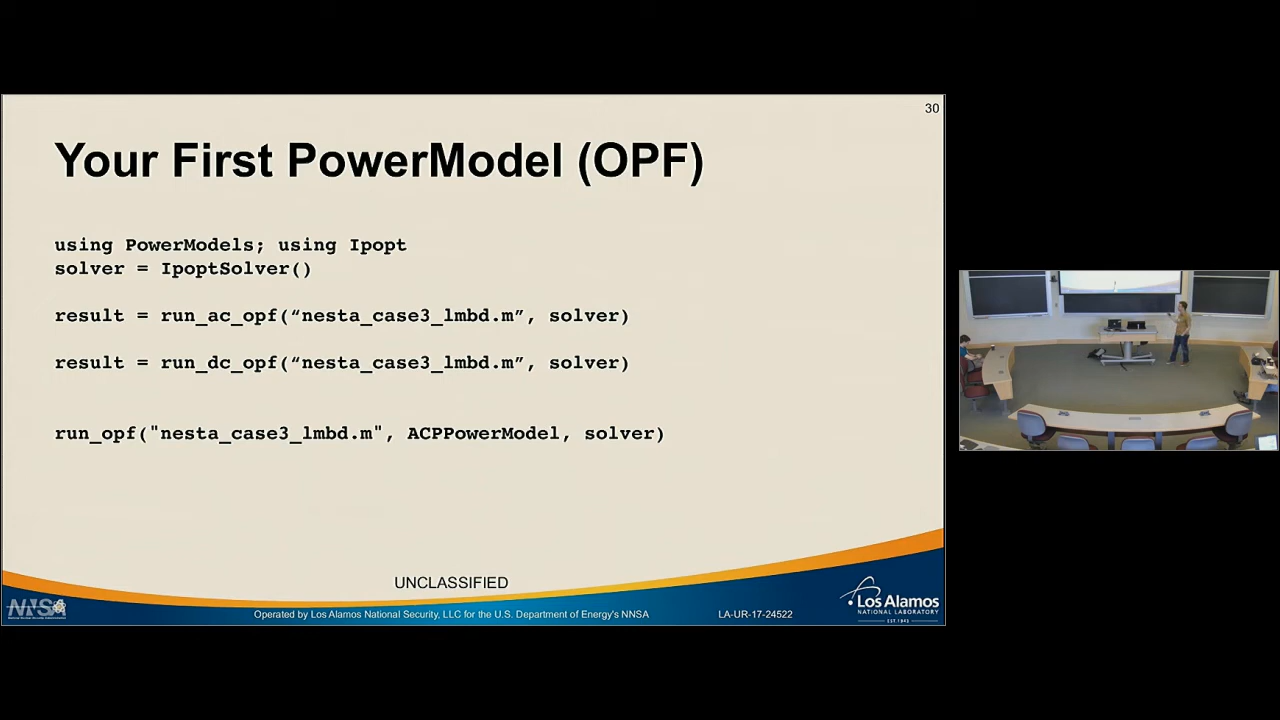 30
Your First PowerModel (OPF)
using PowerModels; using Ipopt
solver = IpoptSolver()
result = run_ac_opf(“nesta_case3_lmbd.m”, solver)
result = run_dc_opf(“nesta_case3_lmbd.m”, solver)
run_opf("nesta_case3_lmbd.m", ACPPowerModel, solver)
UNCLASSIFIED
NNSA
Operated by Los Alamos National Security, LLC for the U.S. Department of Energy's NNSA
LA-UR-17-24522
Los Alamos
NATIONAL LABORATORY
EST. 1943